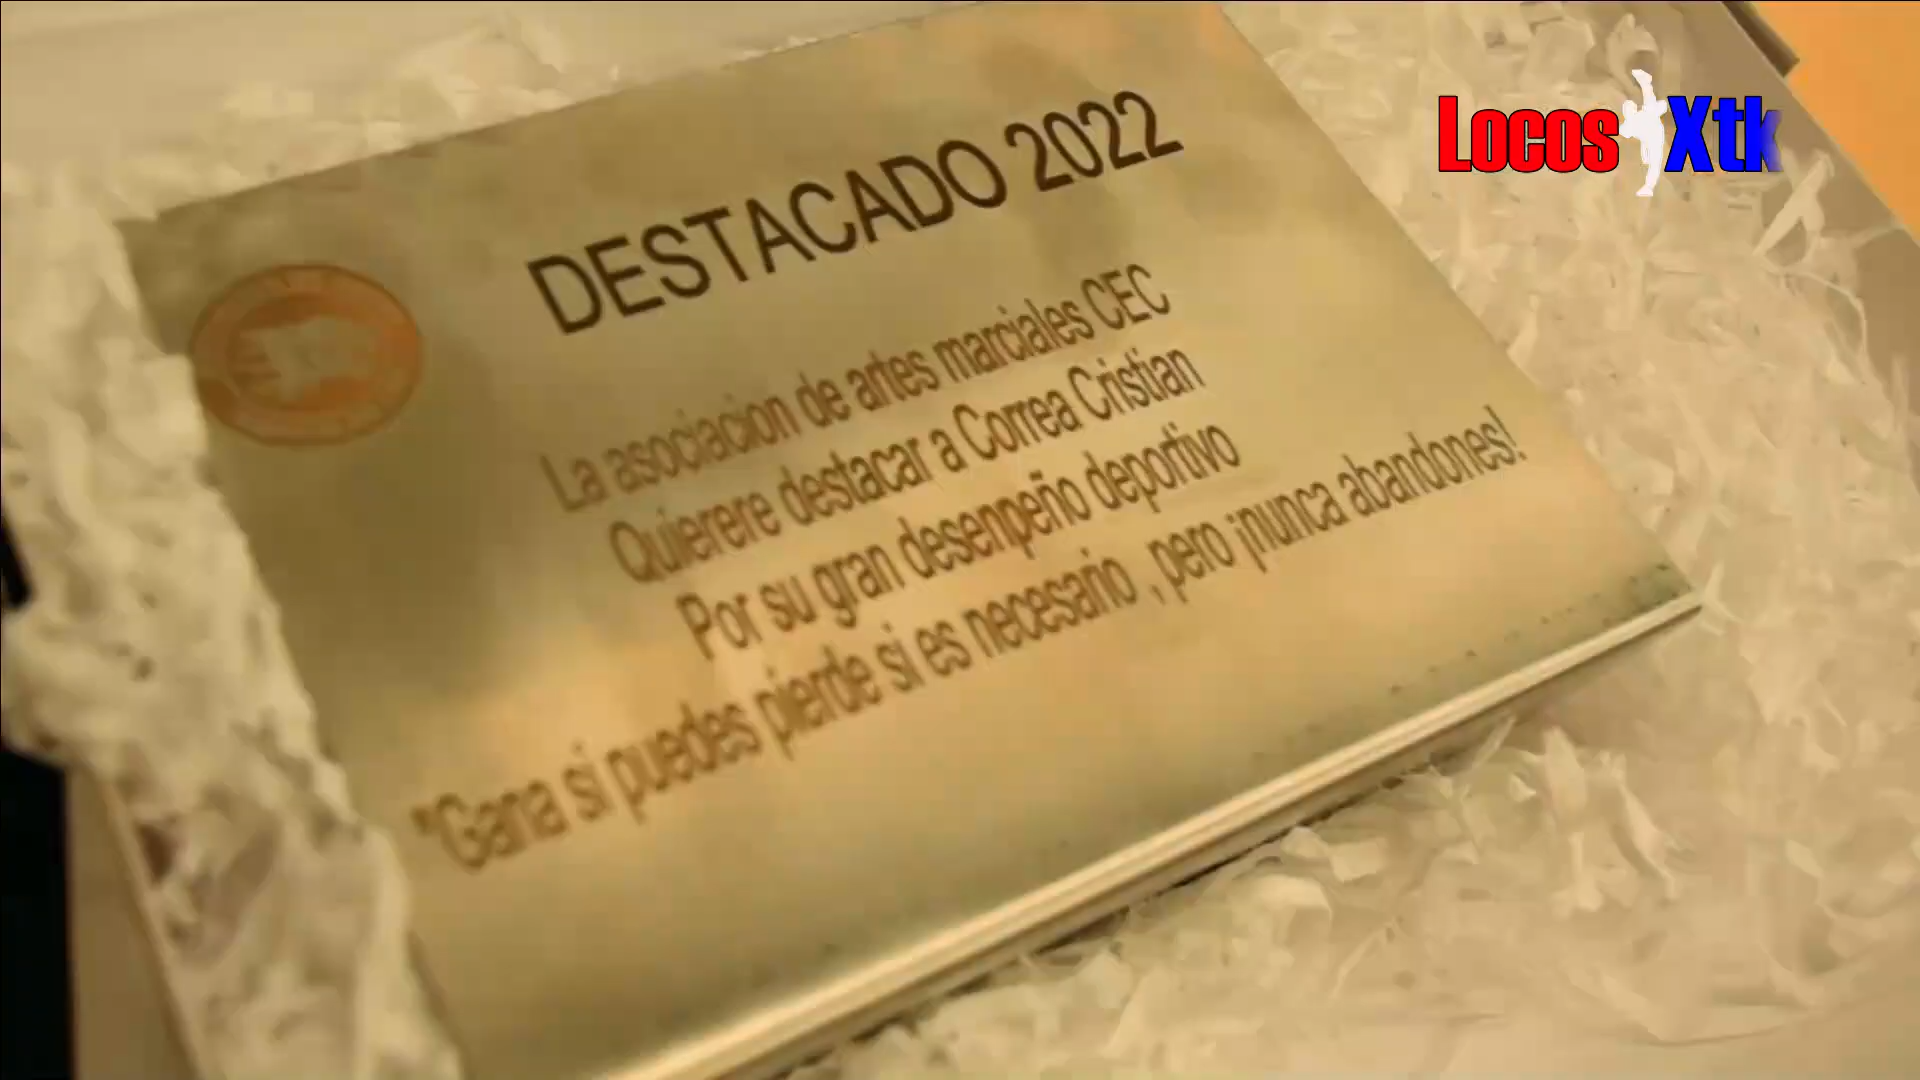 Locos Xtk
DESTACADO 2022
La asociacion de artes marciales CEC
Quierere destacar a Correa Cristian
Por su gran desenpeño deportivo
"Gana si puedes pierde si es necesario , pero ¡nunca abandones!